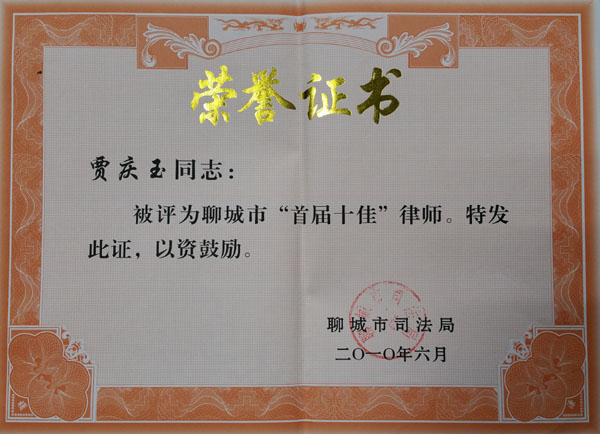 荣誉证书
贾庆玉同志：
被评为聊城市“首届十佳”律师。特发
此证，以资鼓励。
聊城市司法局
二〇一〇年六月